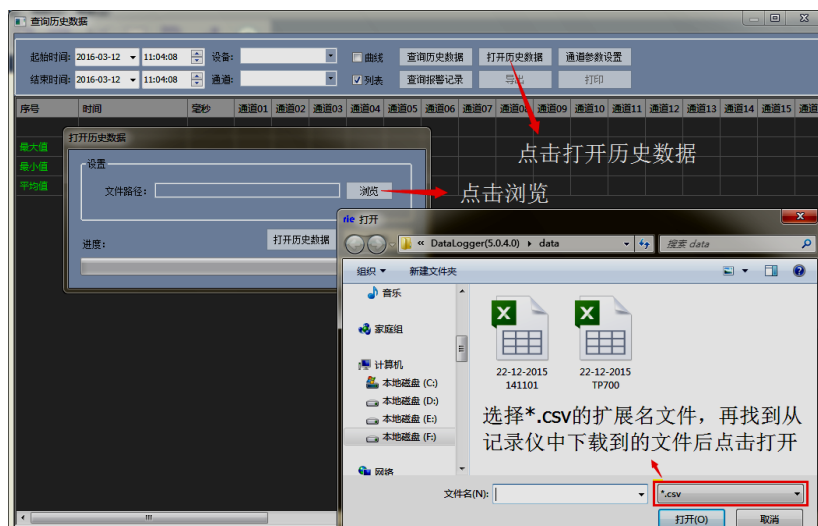 查询历史数据
起始时间: 2016-03-12 11:04:08 设备: 曲线 查询历史数据 打开历史数据 通道参数设置
结束时间: 2016-03-12 11:04:08 通道: 列表 查询报警记录 导出 打印
序号 时间 毫秒 通道01 通道02 通道03 通道04 通道05 通道06 通道07 通道08 通道09 通道10 通道11 通道12 通道13 通道14 通道15 通道
最大值
最小值
平均值
点击打开历史数据
打开历史数据
设置
文件路径: 浏览
点击浏览
进度: 打开历史数据
打开
« DataLogger(5.0.4.0) data 搜索 data
组织 新建文件夹
音乐
家庭组
计算机
本地磁盘 (C:)
本地磁盘 (D:)
本地磁盘 (E:)
本地磁盘 (F:)
网络
22-12-2015
141101
22-12-2015
TP700
选择*.csv的扩展名文件，再找到从
记录仪中下载到的文件后点击打开
文件名(N): *.csv
打开(O) 取消